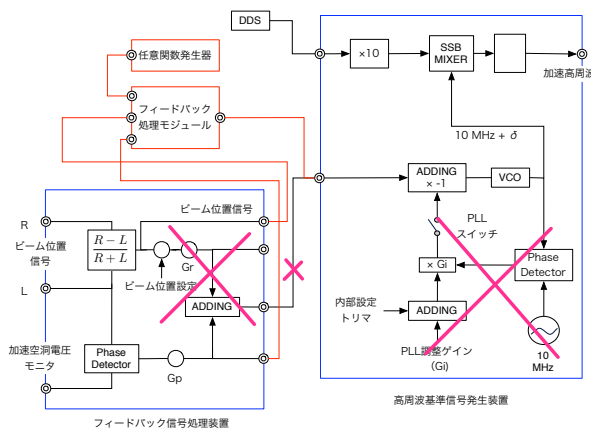 DDS
任意関数発生器
フィードバック
処理モジュール
×10
SSB
MIXER
加速高周波
10 MHz + δ
ADDING
× -1
VCO
PLL
スイッチ
× Gi
Phase
Detector
内部設定
トリマ
ADDING
PLL調整ゲイン
(Gi)
10
MHz
高周波基準信号発生装置
R
ビーム位置
信号
L
R − L
R + L
ビーム位置信号
Gr
ビーム位置設定
ADDING
加速空洞電圧
モニタ
Phase
Detector
Gp
フィードバック信号処理装置